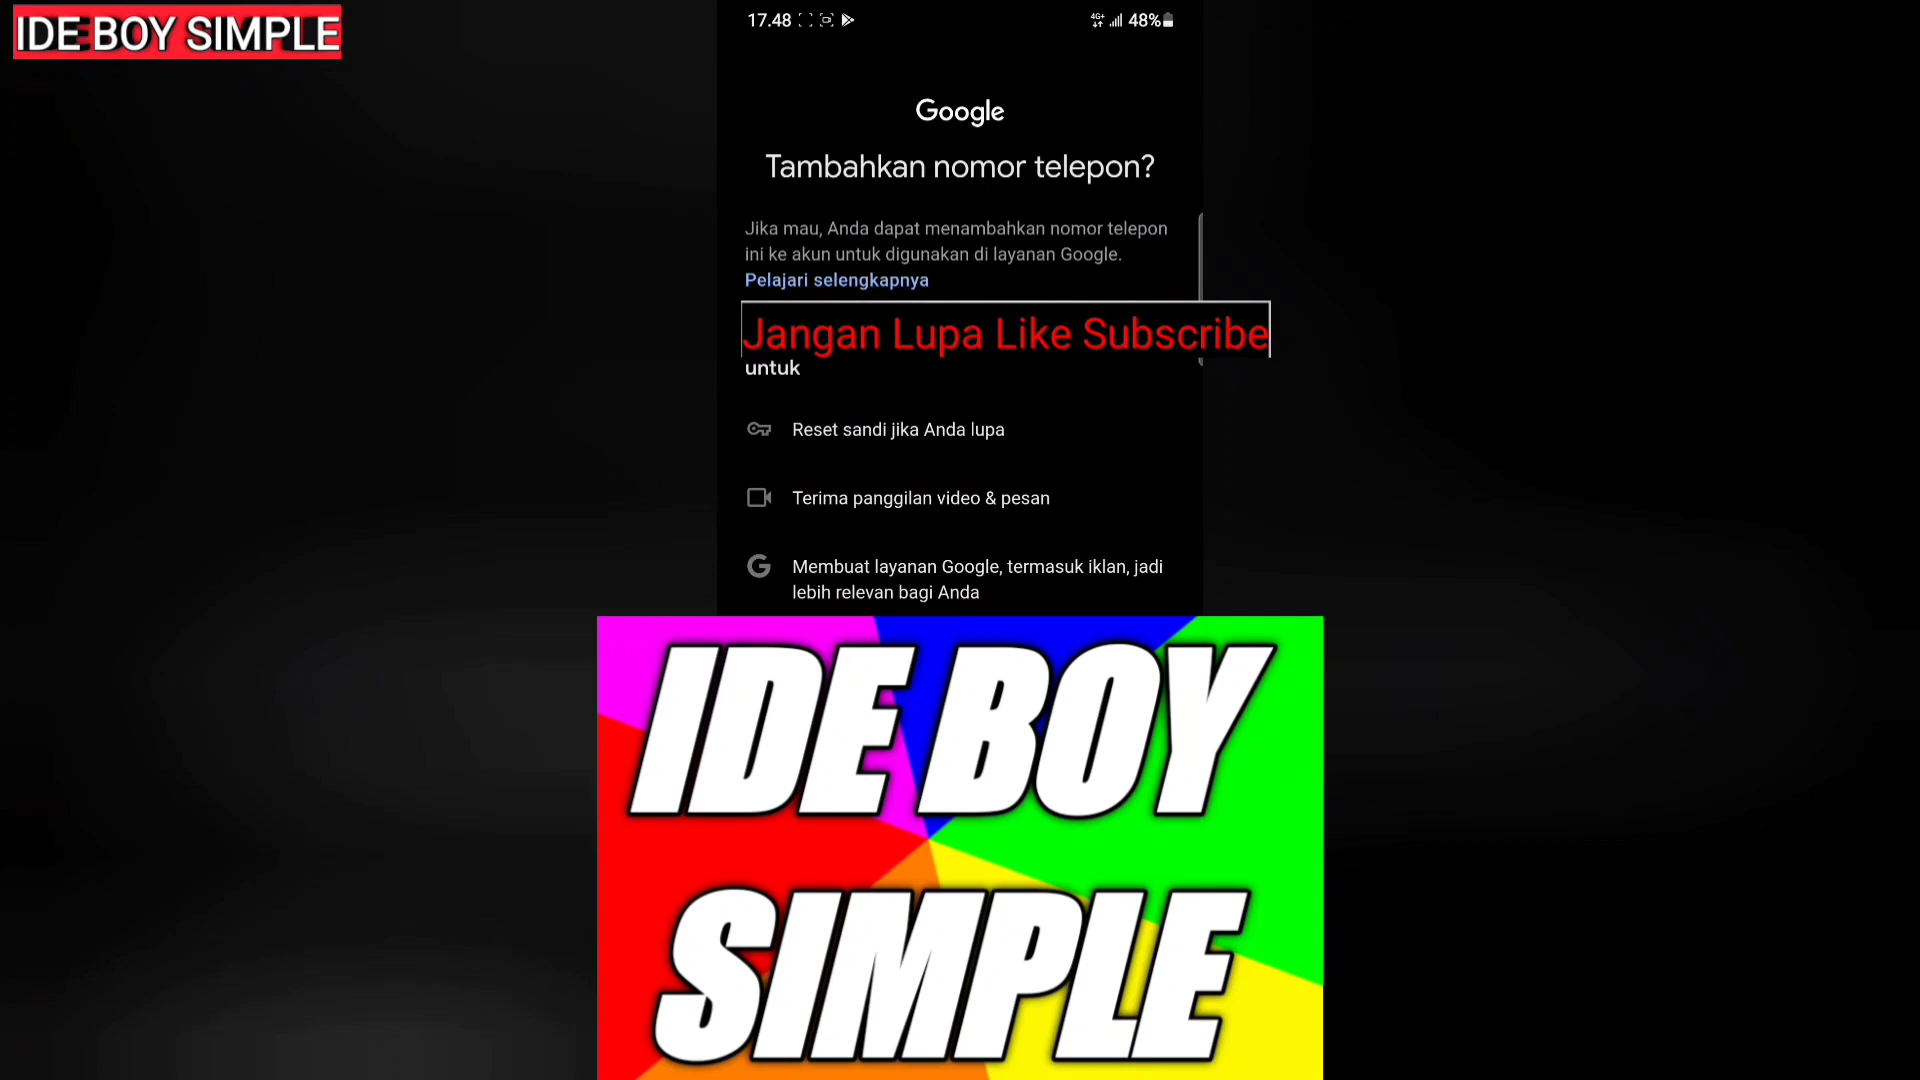 IDE BOY SIMPLE
17.48
4G+
48%
Google
Tambahkan nomor telepon?
Jika mau, Anda dapat menambahkan nomor telepon
ini ke akun untuk digunakan di layanan Google.
Pelajari selengkapnya
Jangan Lupa Like Subscribe
untuk
Reset sandi jika Anda lupa
Terima panggilan video & pesan
G
Membuat layanan Google, termasuk iklan, jadi
lebih relevan bagi Anda
IDE BOY
SIMPLE